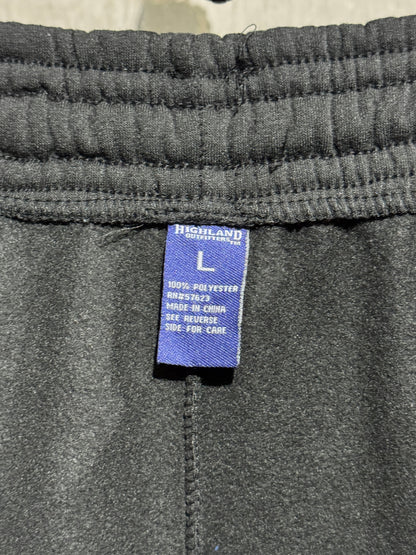 HIGHLAND
OUTFITTERS™
L
100% POLYESTER
RN#57623
MADE IN CHINA
SEE REVERSE
SIDE FOR CARE